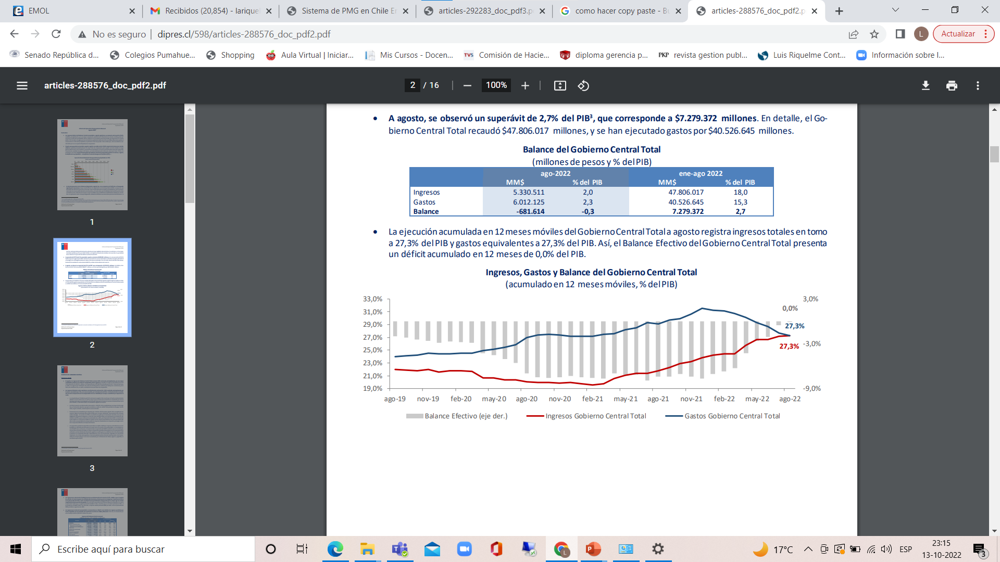 EMOL
Recibidos (20,854) - larique
Sistema de PMG en Chile E
articles-292283_doc_pdf3.p
como hacer copy paste - B
articles-288576_doc_pdf2.p
No es seguro | dipres.cl/598/articles-288576_doc_pdf2.pdf
L
Actualizar
Senado República d...
Colegios Pumahue...
Shopping
Aula Virtual | Iniciar...
Mis Cursos - Docen...
TVS Comisión de Hacie...
diploma gerencia p...
PKP revista gestion publ...
Luis Riquelme Cont...
Información sobre l...
articles-288576_doc_pdf2.pdf
2 / 16
100%
1
2
3
• A agosto, se observó un superávit de 2,7% del PIB³, que corresponde a $7.279.372 millones. En detalle, el Go-
bierno Central Total recaudó $47.806.017 millones, y se han ejecutado gastos por $40.526.645 millones.
Balance del Gobierno Central Total
(millones de pesos y % del PIB)
ago-2022 ene-ago 2022
MM$ % del PIB MM$ % del PIB
Ingresos 5.330.511 2,0 47.806.017 18,0
Gastos 6.012.125 2,3 40.526.645 15,3
Balance -681.614 -0,3 7.279.372 2,7
• La ejecución acumulada en 12 meses móviles del Gobierno Central Total a agosto registra ingresos totales en torno
a 27,3% del PIB y gastos equivalentes a 27,3% del PIB. Así, el Balance Efectivo del Gobierno Central Total presenta
un déficit acumulado en 12 meses de 0,0% del PIB.
Ingresos, Gastos y Balance del Gobierno Central Total
(acumulado en 12 meses móviles, % del PIB)
33,0%
31,0%
29,0%
27,0%
25,0%
23,0%
21,0%
19,0%
3,0%
0,0%
27,3%
27,3%
-3,0%
-9,0%
ago-19 nov-19 feb-20 may-20 ago-20 nov-20 feb-21 may-21 ago-21 nov-21 feb-22 may-22 ago-22
Balance Efectivo (eje der.) Ingresos Gobierno Central Total Gastos Gobierno Central Total
Escribe aquí para buscar
17°C
ESP
23:15
13-10-2022
3